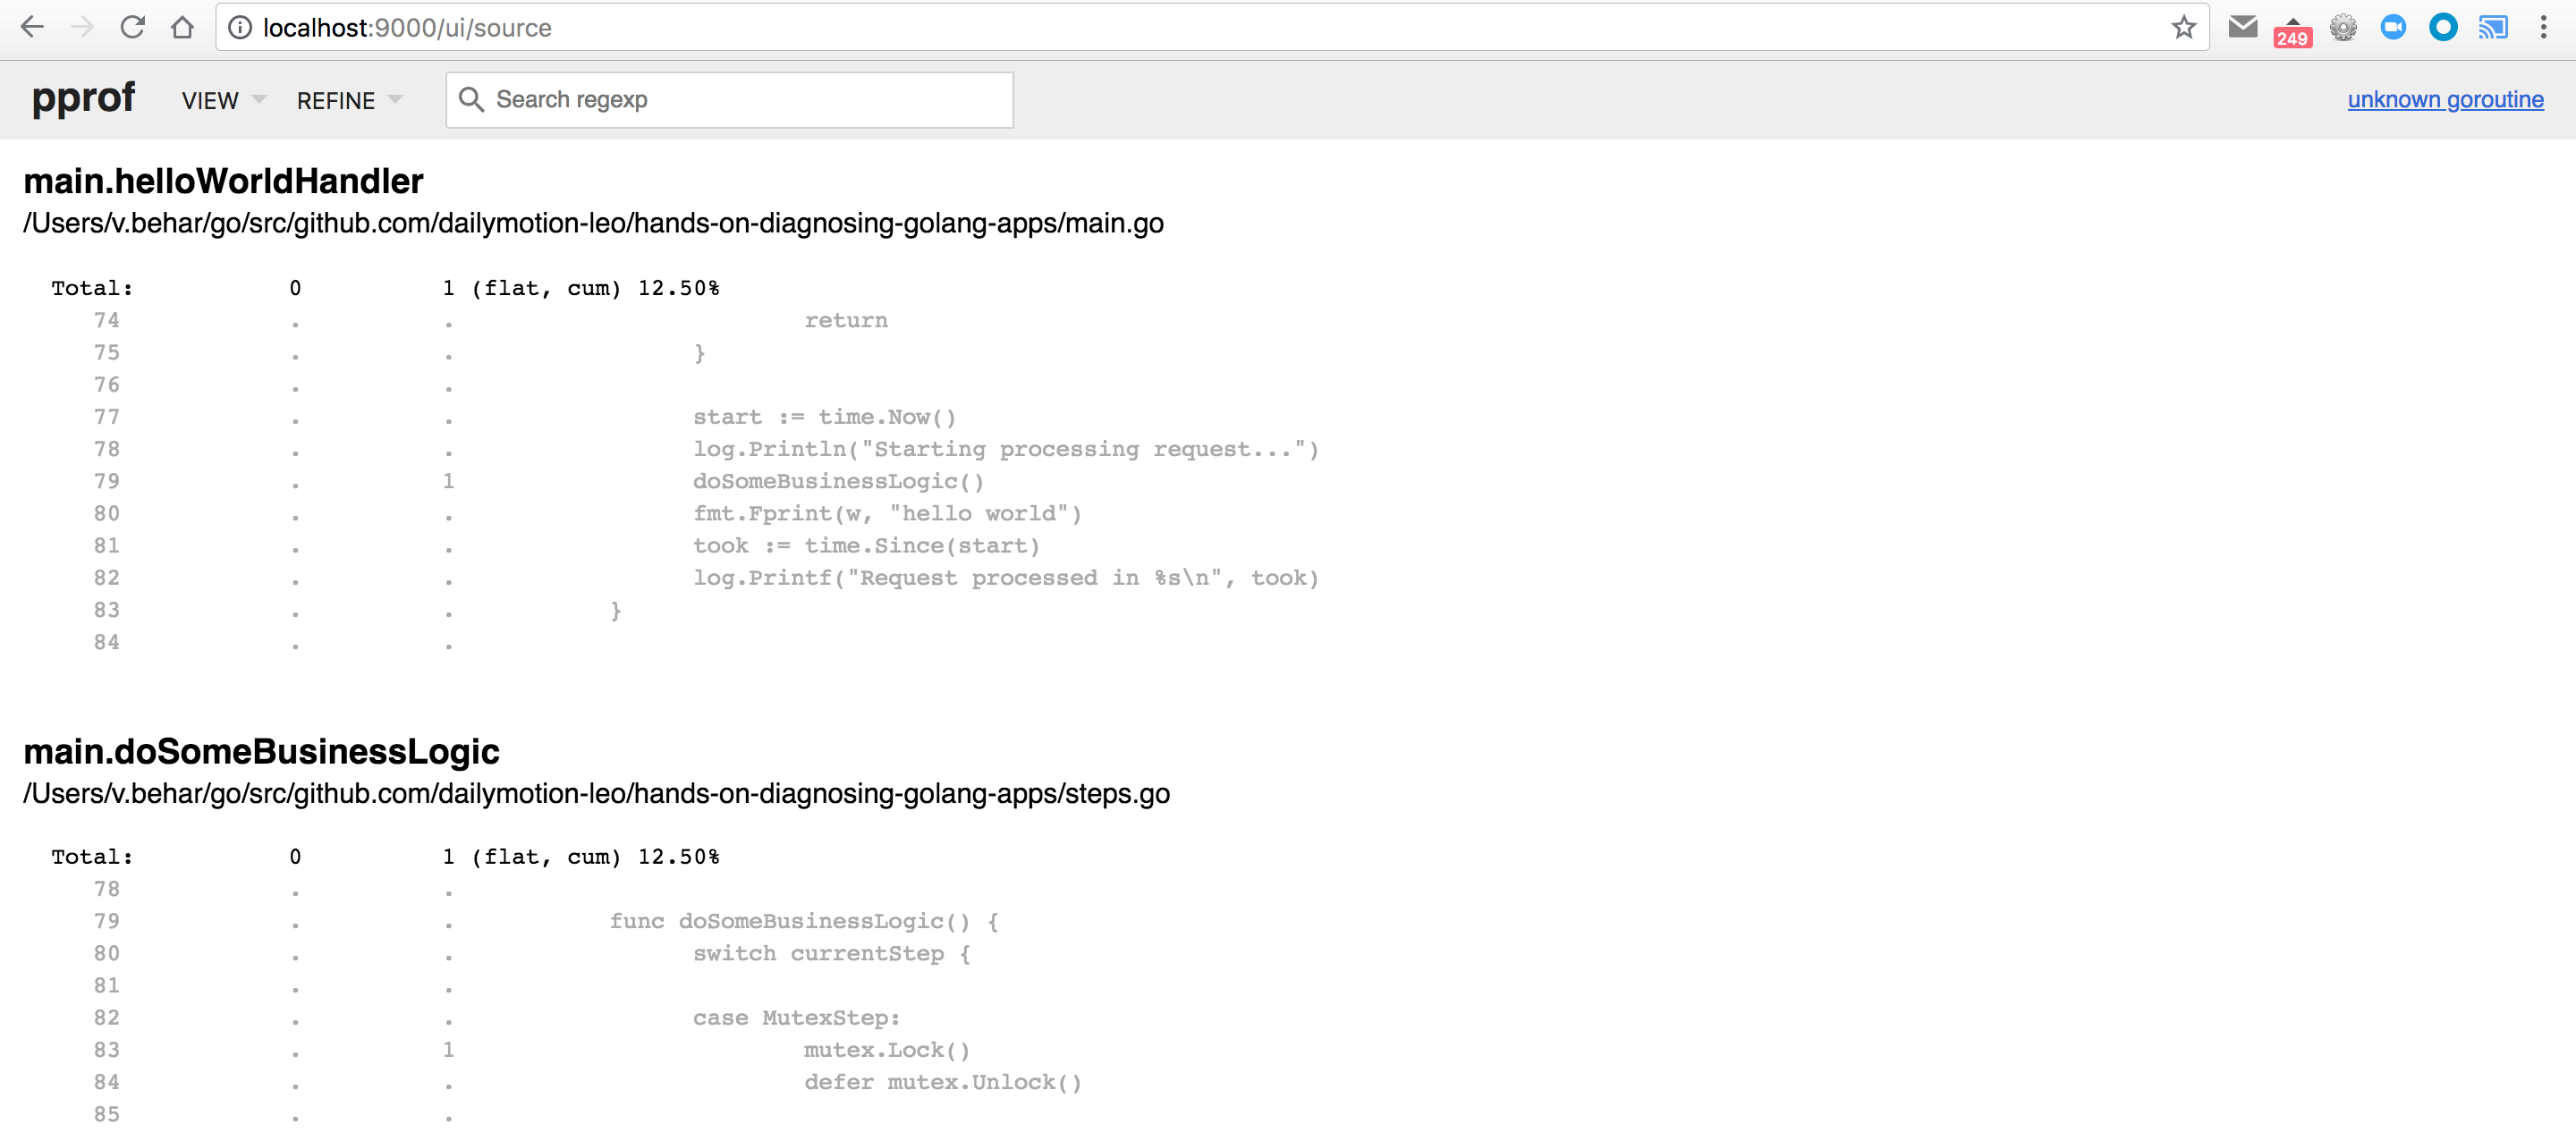 localhost:9000/ui/source
249
pprof VIEW REFINE Search regexp unknown goroutine
main.helloWorldHandler
/Users/v.behar/go/src/github.com/dailymotion-leo/hands-on-diagnosing-golang-apps/main.go
Total: 0 1 (flat, cum) 12.50%
74 . . return
75 . . }
76 . .
77 . . start := time.Now()
78 . . log.Println("Starting processing request...")
79 . 1 doSomeBusinessLogic()
80 . . fmt.Fprint(w, "hello world")
81 . . took := time.Since(start)
82 . . log.Printf("Request processed in %s\n", took)
83 . . }
84 . .
main.doSomeBusinessLogic
/Users/v.behar/go/src/github.com/dailymotion-leo/hands-on-diagnosing-golang-apps/steps.go
Total: 0 1 (flat, cum) 12.50%
78 . .
79 . . func doSomeBusinessLogic() {
80 . . switch currentStep {
81 . .
82 . . case MutexStep:
83 . 1 mutex.Lock()
84 . . defer mutex.Unlock()
85 . .